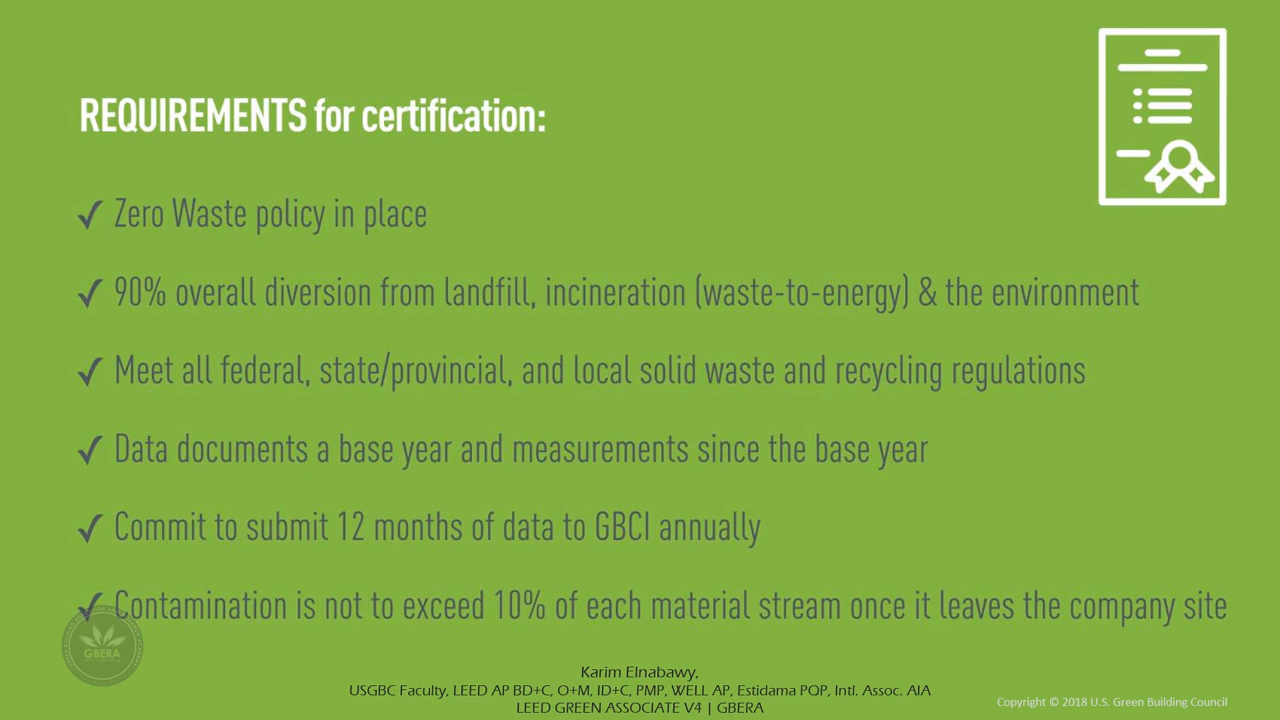 REQUIREMENTS for certification:
✓ Zero Waste policy in place
✓ 90% overall diversion from landfill, incineration (waste-to-energy) & the environment
✓ Meet all federal, state/provincial, and local solid waste and recycling regulations
✓ Data documents a base year and measurements since the base year
✓ Commit to submit 12 months of data to GBCI annually
✓ Contamination is not to exceed 10% of each material stream once it leaves the company site
GBERA
Karim Elnabawy,
USGBC Faculty, LEED AP BD+C, O+M, ID+C, PMP, WELL AP, Estidama PQP, Intl. Assoc. AIA
LEED GREEN ASSOCIATE V4 | GBERA
Copyright © 2018 U.S. Green Building Council